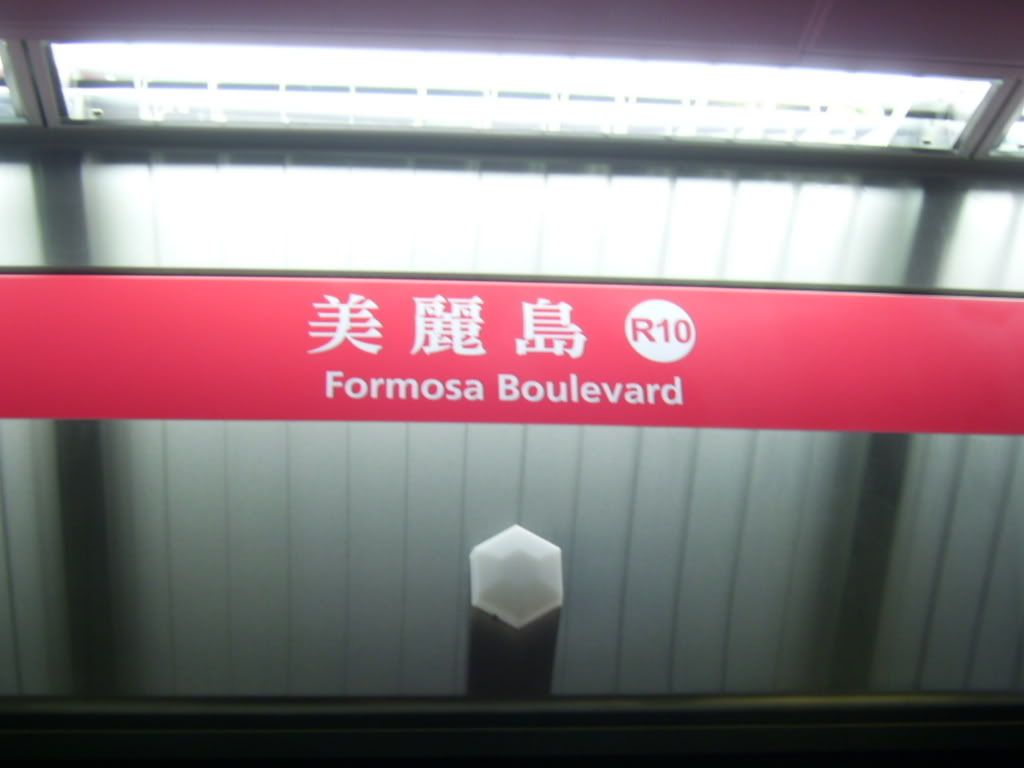 美麗島 R10
Formosa Boulevard